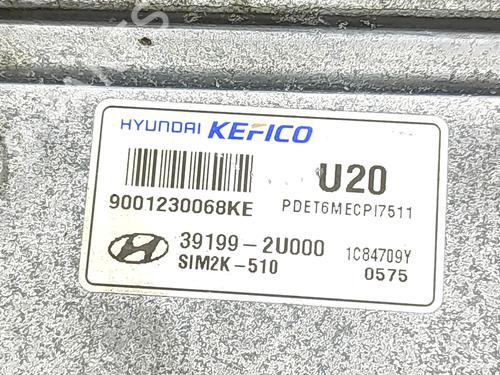 HYUNDAI KEFICO
U20
9001230068KE
PDET6MECPI7511
39199-2U000
1C84709Y
SIM2K-510
0575